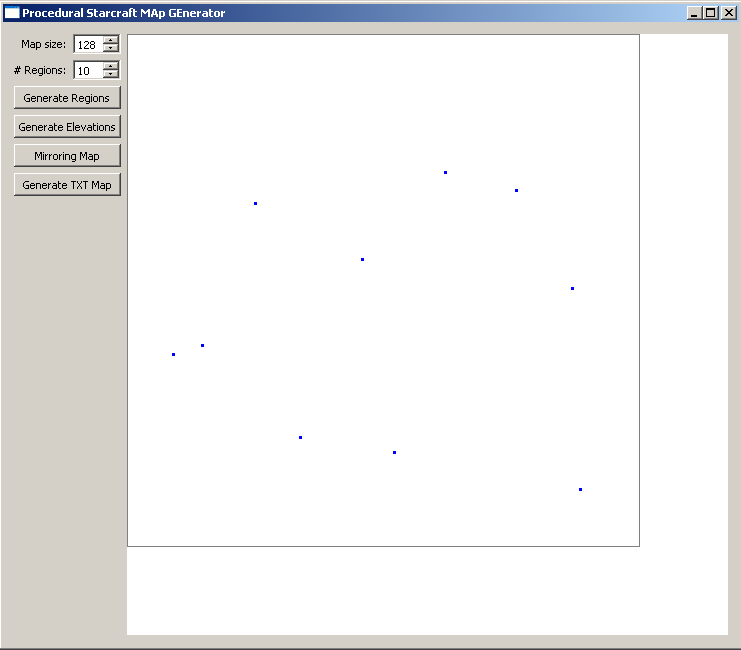 Procedural Starcraft MAp GEnerator
Map size: 128
# Regions: 10
Generate Regions
Generate Elevations
Mirroring Map
Generate TXT Map